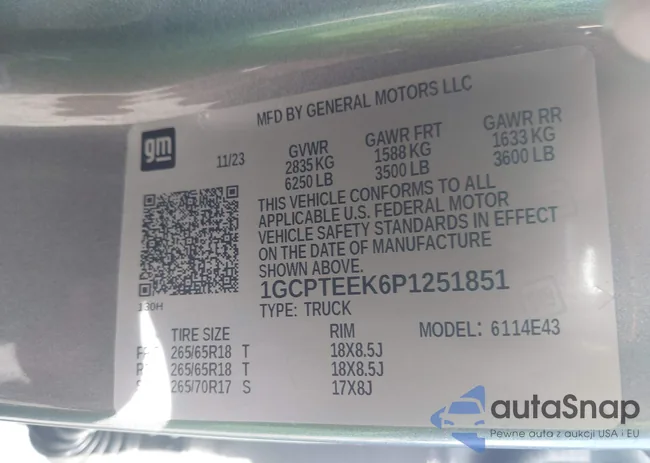 MFD BY GENERAL MOTORS LLC
gm
11/23
GVWR GAWR FRT GAWR RR
2835 KG 1588 KG 1633 KG
6250 LB 3500 LB 3600 LB
THIS VEHICLE CONFORMS TO ALL
APPLICABLE U.S. FEDERAL MOTOR
VEHICLE SAFETY STANDARDS IN EFFECT
ON THE DATE OF MANUFACTURE
1GCPTEEK6P1251851
130H
TYPE: TRUCK
TIRE SIZE RIM MODEL: 6114E43
265/65R18 T 18X8.5J
265/65R18 T 18X8.5J
265/70R17 S 17X8J
autaSnap
Pewne auta z aukcji USA i EU